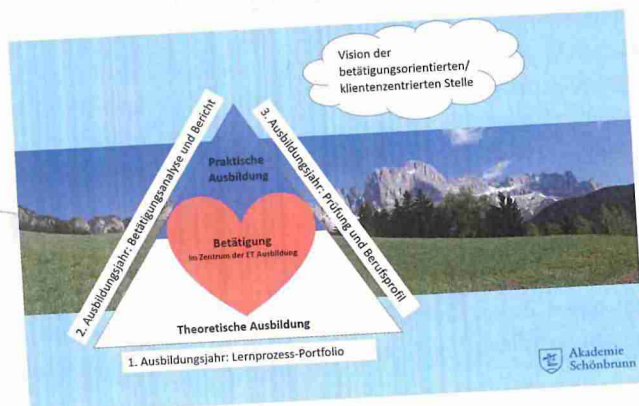 Vision der
betätigungsorientierten/
klientenzentrierten Stelle
2. Ausbildungsjahr: Betätigungsanalyse und Bericht
3. Ausbildungsjahr: Prüfung und Berufsprofil
Praktische
Ausbildung
Betätigung
Im Zentrum der ET Ausbildung
Theoretische Ausbildung
1. Ausbildungsjahr: Lernprozess-Portfolio
Akademie
Schönbrunn